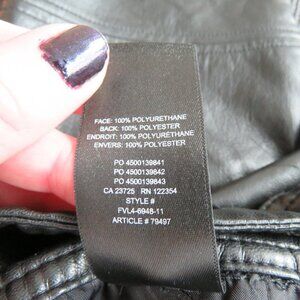 FACE: 100% POLYURETHANE
BACK: 100% POLYESTER
ENDROIT: 100% POLYURETHANE
ENVERS: 100% POLYESTER
PO 4500139841
PO 4500139842
PO 4500139843
CA 23725 RN 122354
STYLE #
FVL4-6948-11
ARTICLE # 79497